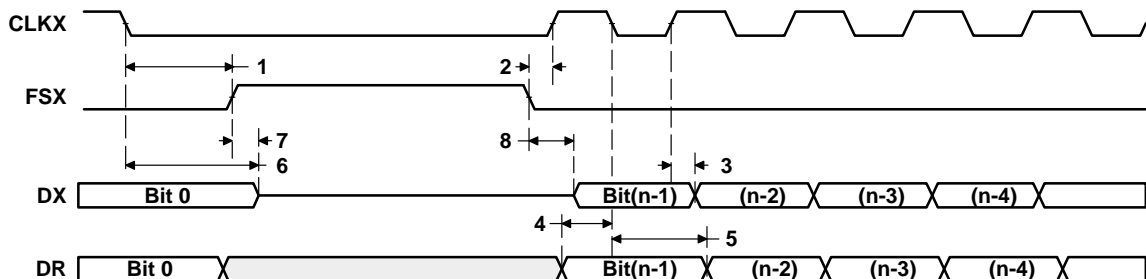 CLKX
1 2
FSX
7 8
6 3
DX Bit 0 Bit(n-1) (n-2) (n-3) (n-4)
4 5
DR Bit 0 Bit(n-1) (n-2) (n-3) (n-4)